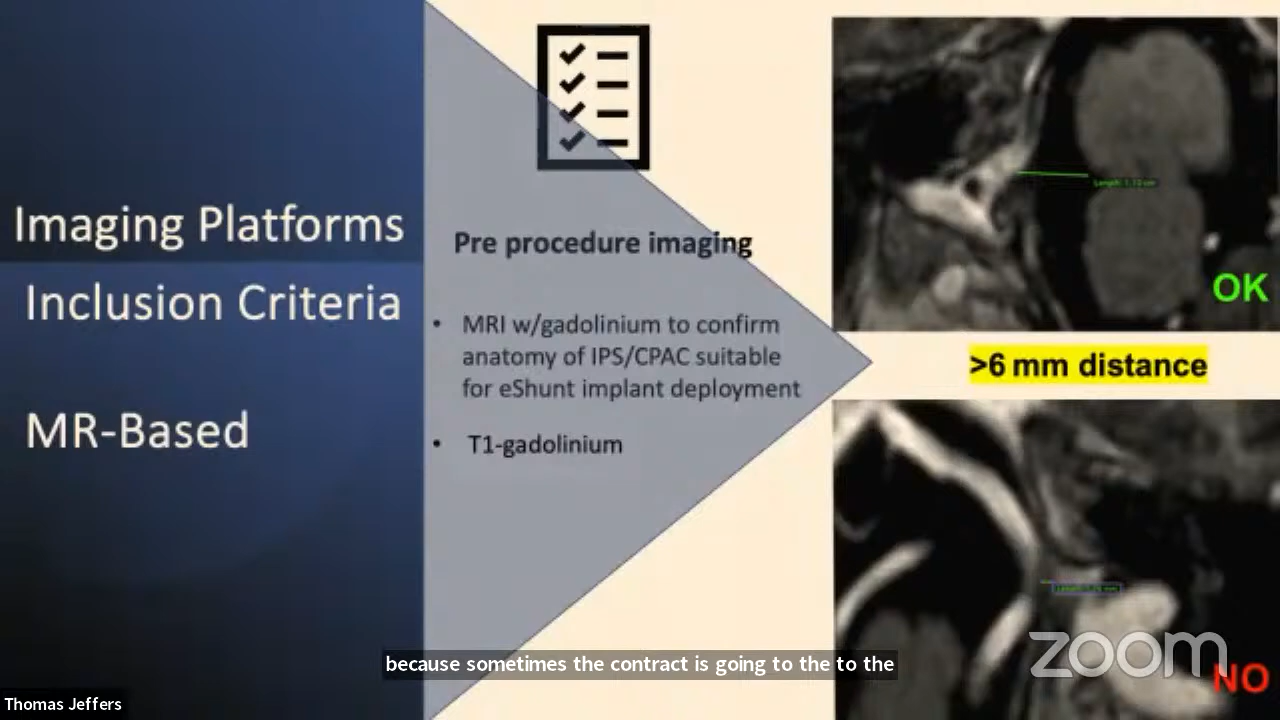 Imaging Platforms
Inclusion Criteria
MR-Based
Pre procedure imaging
• MRI w/gadolinium to confirm
anatomy of IPS/CPAC suitable
for eShunt implant deployment
• T1-gadolinium
OK
>6 mm distance
NO
zoom
because sometimes the contract is going to the to the
Thomas Jeffers